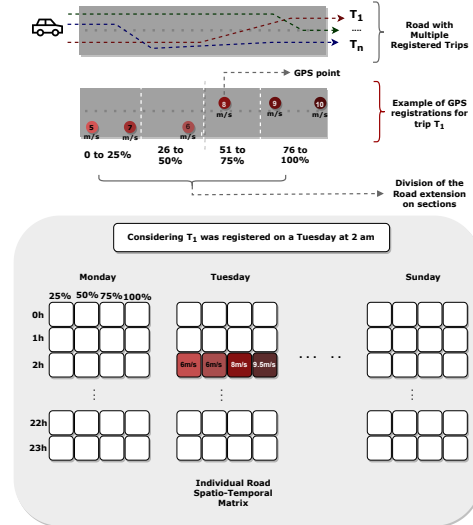 T1
....
Tn
Road with
Multiple
Registered Trips
GPS point
5
m/s
7
m/s
6
m/s
8
m/s
9
m/s
10
m/s
Example of GPS
registrations for
trip T1
0 to 25%
26 to
50%
51 to
75%
76 to
100%
Division of the
Road extension
on sections
Considering T1 was registered on a Tuesday at 2 am
Monday
Tuesday
Sunday
25% 50% 75% 100%
0h
1h
2h
6m/s 6m/s 8m/s 9.5m/s
... ..
22h
23h
Individual Road
Spatio-Temporal
Matrix